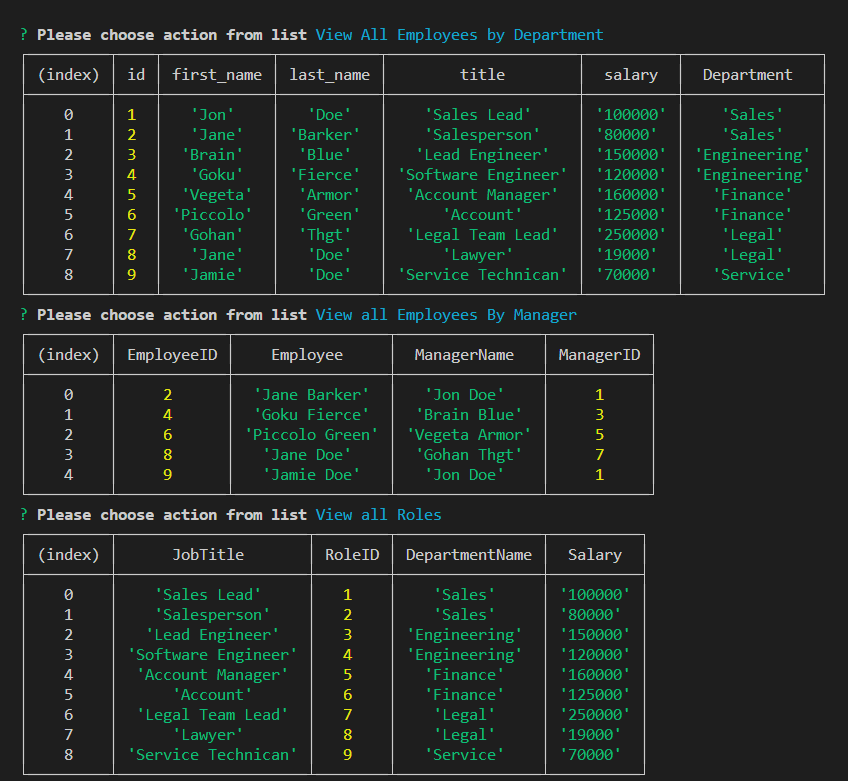 ? Please choose action from list View All Employees by Department
(index) id first_name last_name title salary Department
0 1 'Jon' 'Doe' 'Sales Lead' '100000' 'Sales'
1 2 'Jane' 'Barker' 'Salesperson' '80000' 'Sales'
2 3 'Brain' 'Blue' 'Lead Engineer' '150000' 'Engineering'
3 4 'Goku' 'Fierce' 'Software Engineer' '120000' 'Engineering'
4 5 'Vegeta' 'Armor' 'Account Manager' '160000' 'Finance'
5 6 'Piccolo' 'Green' 'Account' '125000' 'Finance'
6 7 'Gohan' 'Thgt' 'Legal Team Lead' '250000' 'Legal'
7 8 'Jane' 'Doe' 'Lawyer' '19000' 'Legal'
8 9 'Jamie' 'Doe' 'Service Technican' '70000' 'Service'
? Please choose action from list View all Employees By Manager
(index) EmployeeID Employee ManagerName ManagerID
0 2 'Jane Barker' 'Jon Doe' 1
1 4 'Goku Fierce' 'Brain Blue' 3
2 6 'Piccolo Green' 'Vegeta Armor' 5
3 8 'Jane Doe' 'Gohan Thgt' 7
4 9 'Jamie Doe' 'Jon Doe' 1
? Please choose action from list View all Roles
(index) JobTitle RoleID DepartmentName Salary
0 'Sales Lead' 1 'Sales' '100000'
1 'Salesperson' 2 'Sales' '80000'
2 'Lead Engineer' 3 'Engineering' '150000'
3 'Software Engineer' 4 'Engineering' '120000'
4 'Account Manager' 5 'Finance' '160000'
5 'Account' 6 'Finance' '125000'
6 'Legal Team Lead' 7 'Legal' '250000'
7 'Lawyer' 8 'Legal' '19000'
8 'Service Technican' 9 'Service' '70000'